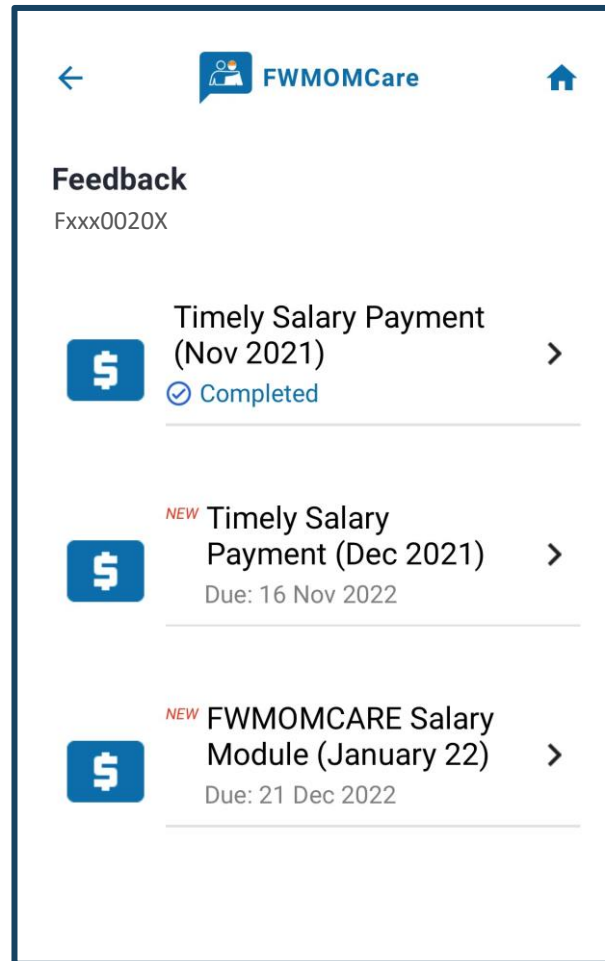 FWMOMCare
Feedback
Fxxx0020X
Timely Salary Payment
(Nov 2021)
Completed
NEW Timely Salary
Payment (Dec 2021)
Due: 16 Nov 2022
NEW FWMOMCARE Salary
Module (January 22)
Due: 21 Dec 2022